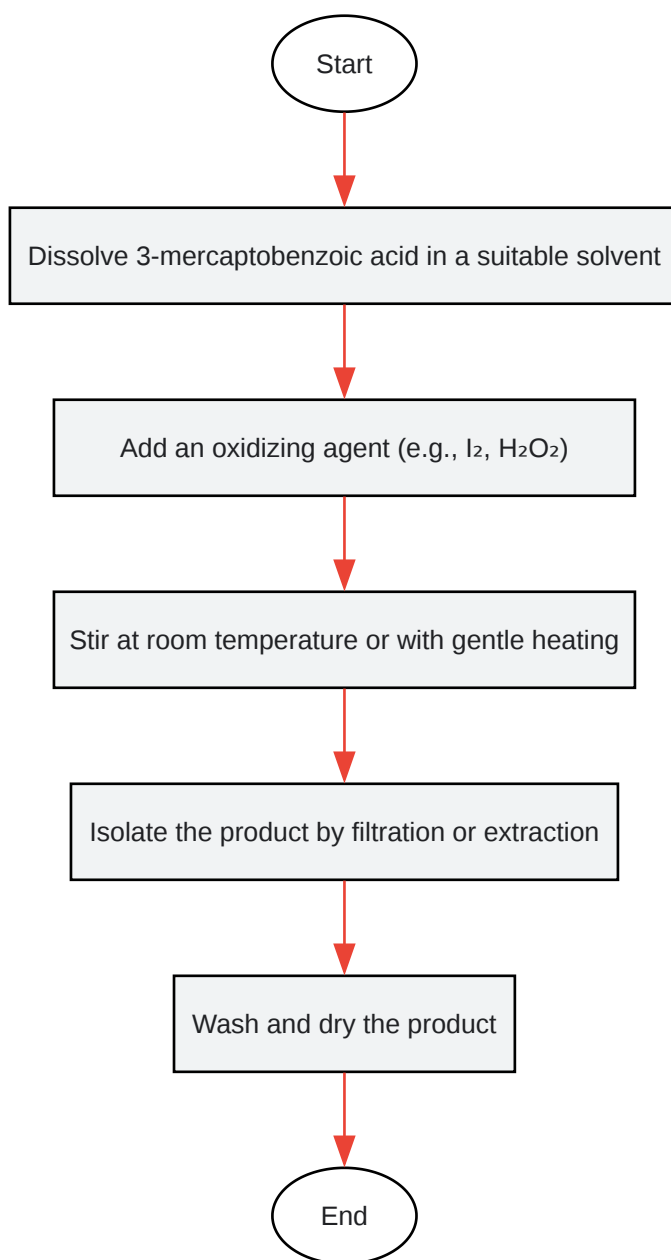 Start
Dissolve 3-mercaptobenzoic acid in a suitable solvent
Add an oxidizing agent (e.g., I₂, H₂O₂)
Stir at room temperature or with gentle heating
Isolate the product by filtration or extraction
Wash and dry the product
End